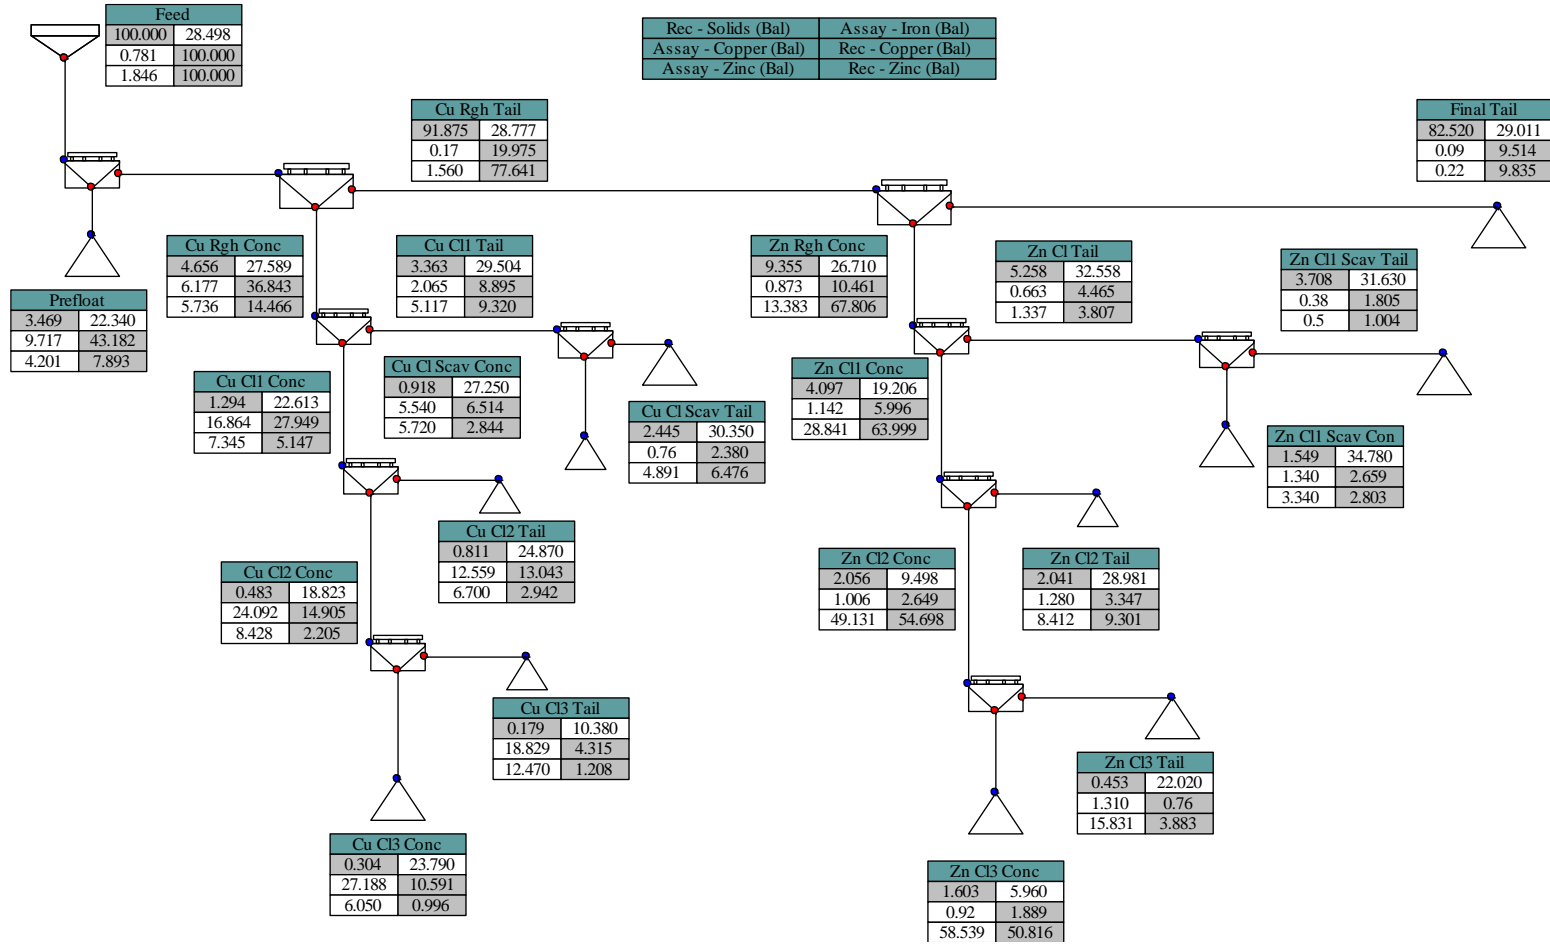 Feed
100.000 28.498
0.781 100.000
1.846 100.000
Rec - Solids (Bal) Assay - Iron (Bal)
Assay - Copper (Bal) Rec - Copper (Bal)
Assay - Zinc (Bal) Rec - Zinc (Bal)
Cu Rgh Tail
91.875 28.777
0.17 19.975
1.560 77.641
Final Tail
82.520 29.011
0.09 9.514
0.22 9.835
Cu Rgh Conc
4.656 27.589
6.177 36.843
5.736 14.466
Cu Cl1 Tail
3.363 29.504
2.065 8.895
5.117 9.320
Zn Rgh Conc
9.355 26.710
0.873 10.461
13.383 67.806
Zn Cl Tail
5.258 32.558
0.663 4.465
1.337 3.807
Zn Cl1 Scav Tail
3.708 31.630
0.38 1.805
0.5 1.004
Prefloat
3.469 22.340
9.717 43.182
4.201 7.893
Cu Cl1 Conc
1.294 22.613
16.864 27.949
7.345 5.147
Cu Cl Scav Conc
0.918 27.250
5.540 6.514
5.720 2.844
Cu Cl Scav Tail
2.445 30.350
0.76 2.380
4.891 6.476
Zn Cl1 Conc
4.097 19.206
1.142 5.996
28.841 63.999
Zn Cl1 Scav Con
1.549 34.780
1.340 2.659
3.340 2.803
Cu Cl2 Tail
0.811 24.870
12.559 13.043
6.700 2.942
Cu Cl2 Conc
0.483 18.823
24.092 14.905
8.428 2.205
Zn Cl2 Conc
2.056 9.498
1.006 2.649
49.131 54.698
Zn Cl2 Tail
2.041 28.981
1.280 3.347
8.412 9.301
Cu Cl3 Tail
0.179 10.380
18.829 4.315
12.470 1.208
Zn Cl3 Tail
0.453 22.020
1.310 0.76
15.831 3.883
Cu Cl3 Conc
0.304 23.790
27.188 10.591
6.050 0.996
Zn Cl3 Conc
1.603 5.960
0.92 1.889
58.539 50.816